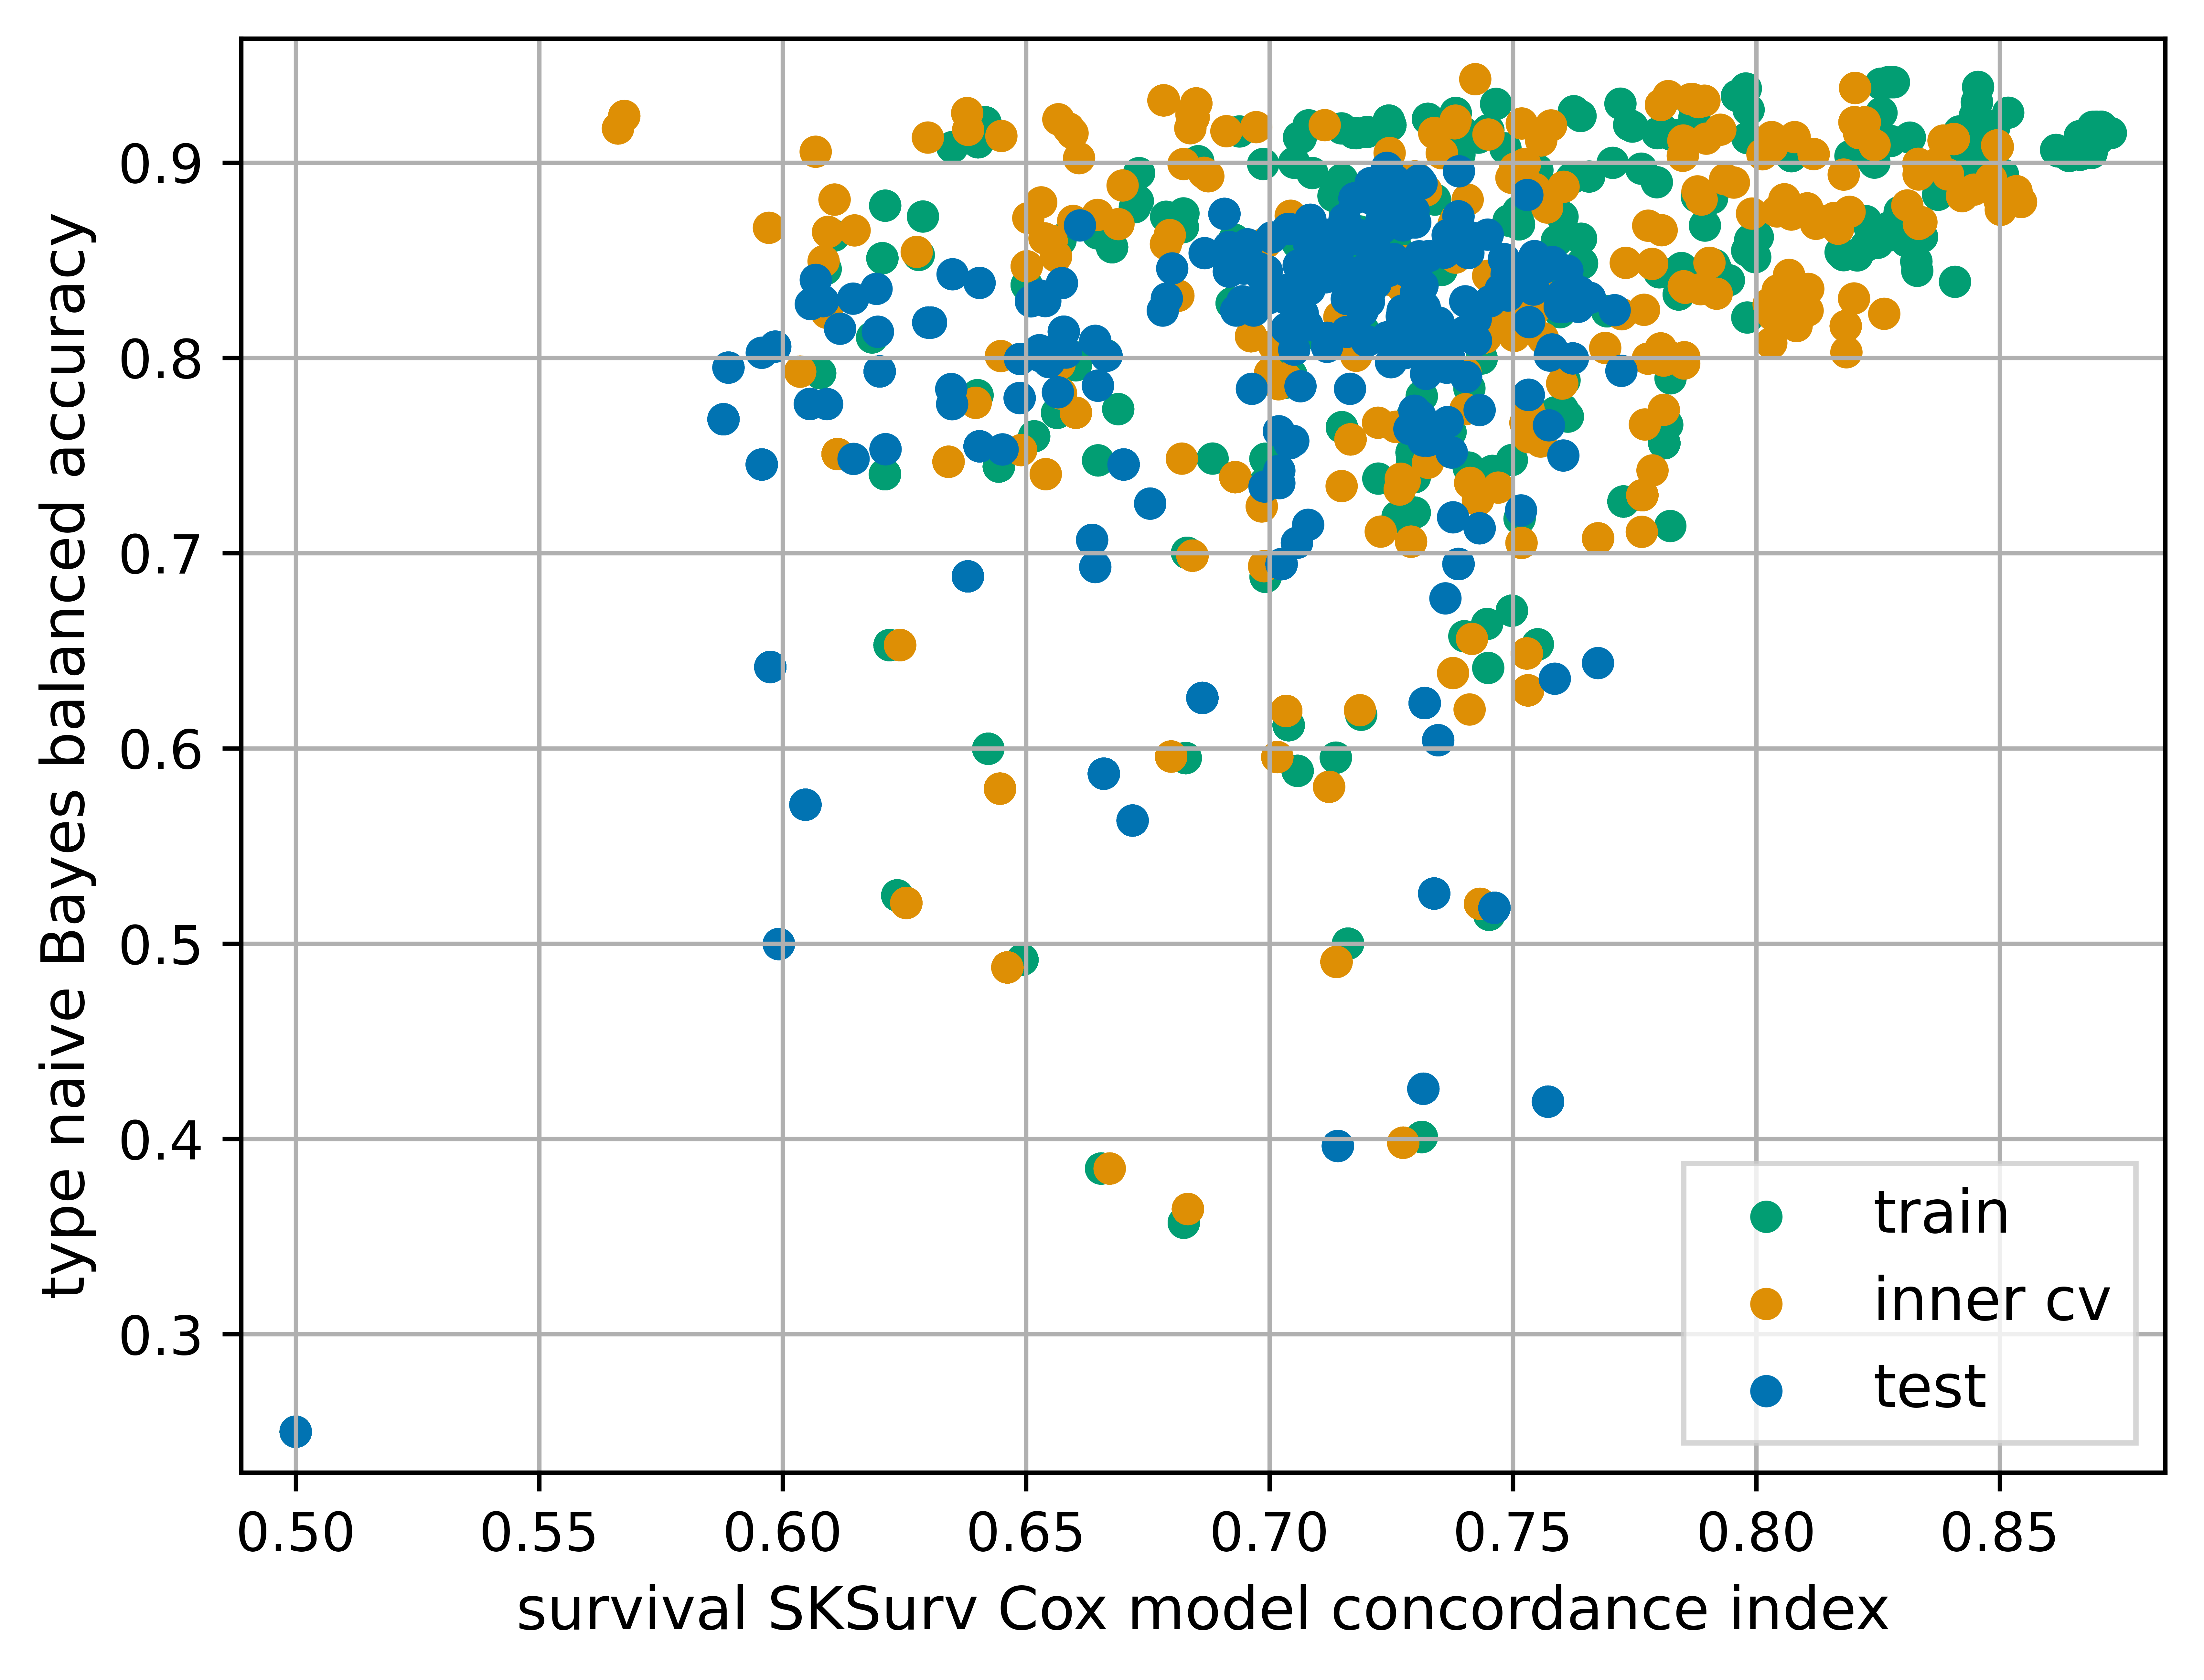 type naive Bayes balanced accuracy
0.9
0.8
0.7
0.6
0.5
0.4
0.3
train
inner cv
test
0.50 0.55 0.60 0.65 0.70 0.75 0.80 0.85
survival SKSurv Cox model concordance index